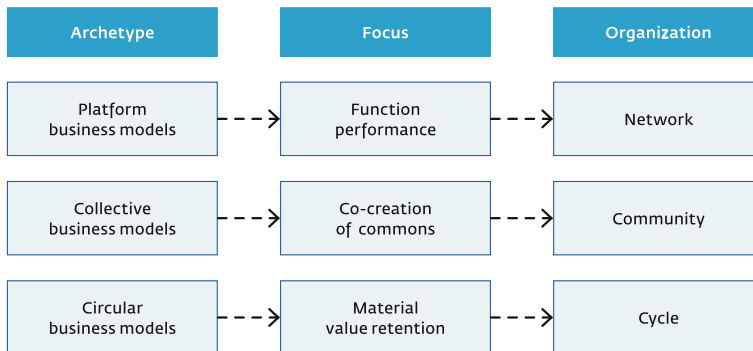 Archetype
Focus
Organization
Platform
business models
Function
performance
Network
Collective
business models
Co-creation
of commons
Community
Circular
business models
Material
value retention
Cycle